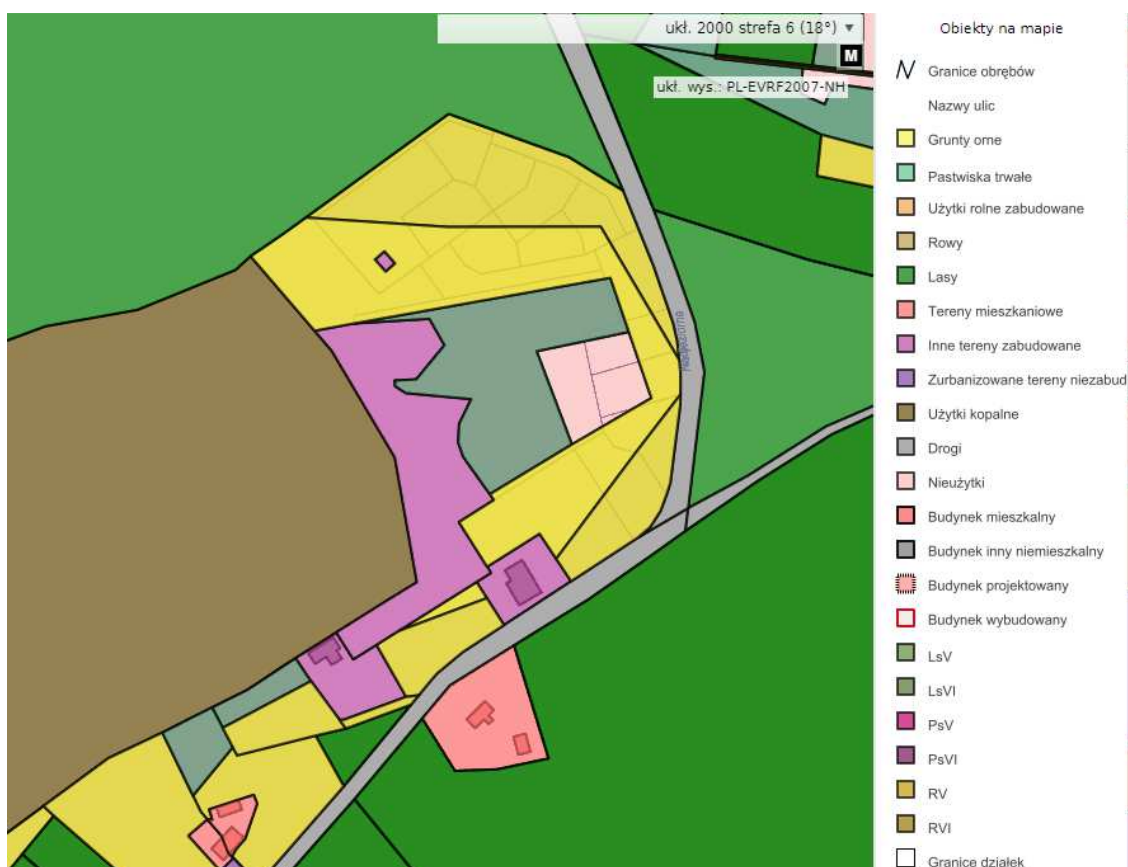 ukł. 2000 strefa 6 (18°) ▼
M
ukł. wys.: PL-EVRF2007-NH
Obiekty na mapie
Granice obrębów
Nazwy ulic
Grunty orne
Pastwiska trwałe
Użytki rolne zabudowane
Rowy
Lasy
Tereny mieszkaniowe
Inne tereny zabudowane
Zurbanizowane tereny niezabud
Użytki kopalne
Drogi
Nieużytki
Budynek mieszkalny
Budynek inny niemieszkalny
Budynek projektowany
Budynek wybudowany
LsV
LsVI
PsV
PsVI
RV
RVI
Granice działek